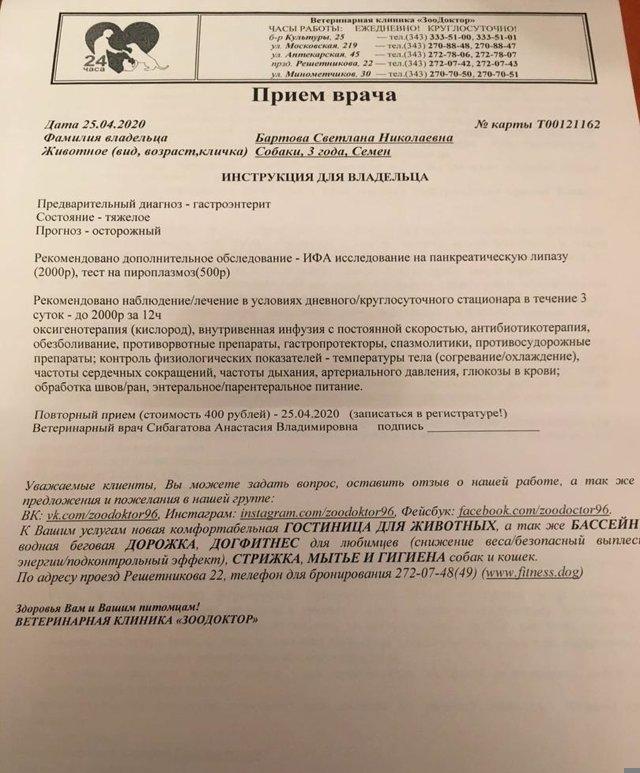 24
часа
Ветеринарная клиника «ЗооДоктор»
ЧАСЫ РАБОТЫ: ЕЖЕДНЕВНО! КРУГЛОСУТОЧНО!
б-р Культуры, 25 — тел.(343) 333-51-00, 333-51-01
ул. Московская, 219 — тел.(343) 270-88-48, 270-88-47
ул. Аптекарская, 45 — тел.(343) 272-78-06, 272-78-07
прзд. Решетникова, 22 — тел.(343) 272-07-42, 272-07-43
ул. Минометчиков, 30 — тел.(343) 270-70-50, 270-70-51
Прием врача
Дата 25.04.2020 № карты Т00121162
Фамилия владельца Бартова Светлана Николаевна
Животное (вид, возраст,кличка) Собаки, 3 года, Семен
ИНСТРУКЦИЯ ДЛЯ ВЛАДЕЛЬЦА
Предварительный диагноз - гастроэнтерит
Состояние - тяжелое
Прогноз - осторожный
Рекомендовано дополнительное обследование - ИФА исследование на панкреатическую липазу
(2000р), тест на пироплазмоз(500р)
Рекомендовано наблюдение/лечение в условиях дневного/круглосуточного стационара в течение 3
суток - до 2000р за 12ч
оксигенотерапия (кислород), внутривенная инфузия с постоянной скоростью, антибиотикотерапия,
обезболивание, противорвотные препараты, гастропротекторы, спазмолитики, противосудорожные
препараты; контроль физиологических показателей - температуры тела (согревание/охлаждение),
частоты сердечных сокращений, частоты дыхания, артериального давления, глюкозы в крови;
обработка швов/ран, энтеральное/парентеральное питание.
Повторный прием (стоимость 400 рублей) - 25.04.2020 (записаться в регистратуре!)
Ветеринарный врач Сибагатова Анастасия Владимировна подпись
Уважаемые клиенты, Вы можете задать вопрос, оставить отзыв о нашей работе, а так же
предложения и пожелания в нашей группе:
ВК: vk.com/zoodoktor96, Инстаграм: instagram.com/zoodoktor96, Фейсбук: facebook.com/zoodoctor96.
К Вашим услугам новая комфортабельная ГОСТИНИЦА ДЛЯ ЖИВОТНЫХ, а так же БАССЕЙН
водная беговая ДОРОЖКА, ДОГФИТНЕС для любимцев (снижение веса/безопасный выплес
энергии/подконтрольный эффект), СТРИЖКА, МЫТЬЕ И ГИГИЕНА собак и кошек.
По адресу проезд Решетникова 22, телефон для бронирования 272-07-48(49) (www.fitness.dog)
Здоровья Вам и Вашим питомцам!
ВЕТЕРИНАРНАЯ КЛИНИКА «ЗООДОКТОР»